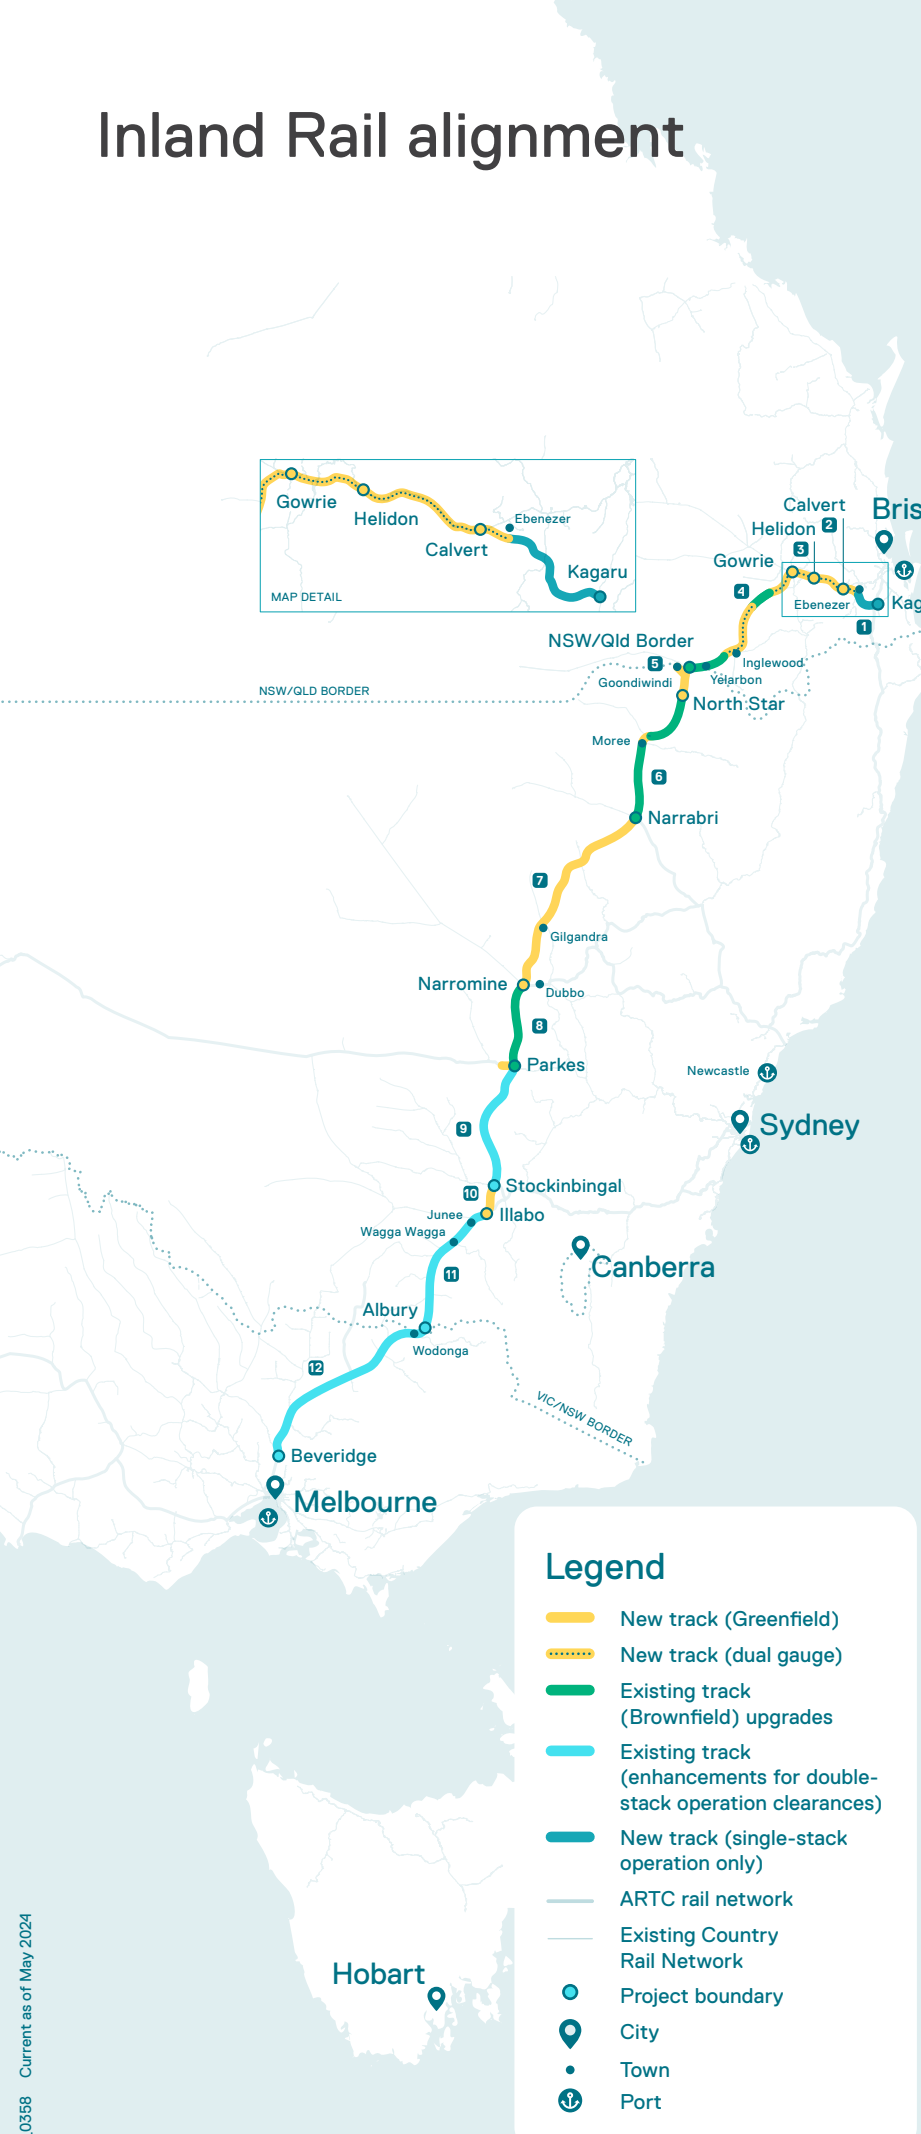 Inland Rail alignment
Gowrie
Helidon
Calvert
Ebenezer
Kagaru
MAP DETAIL
Calvert
2
Helidon
3
Gowrie
4
Ebenezer
1
NSW/Qld Border
5
Goondiwindi
Inglewood
Yelarbon
NSW/QLD BORDER
North Star
Moree
6
Narrabri
7
Gilgandra
Narromine
Dubbo
8
Parkes
Newcastle
9
Sydney
Stockinbingal
10
Junee
Illabo
Wagga Wagga
Canberra
11
Albury
Wodonga
12
VIC/NSW BORDER
Beveridge
Melbourne
Legend
New track (Greenfield)
New track (dual gauge)
Existing track
(Brownfield) upgrades
Existing track
(enhancements for double-
stack operation clearances)
New track (single-stack
operation only)
ARTC rail network
Existing Country
Rail Network
Project boundary
City
Town
Port
Hobart
0358 Current as of May 2024